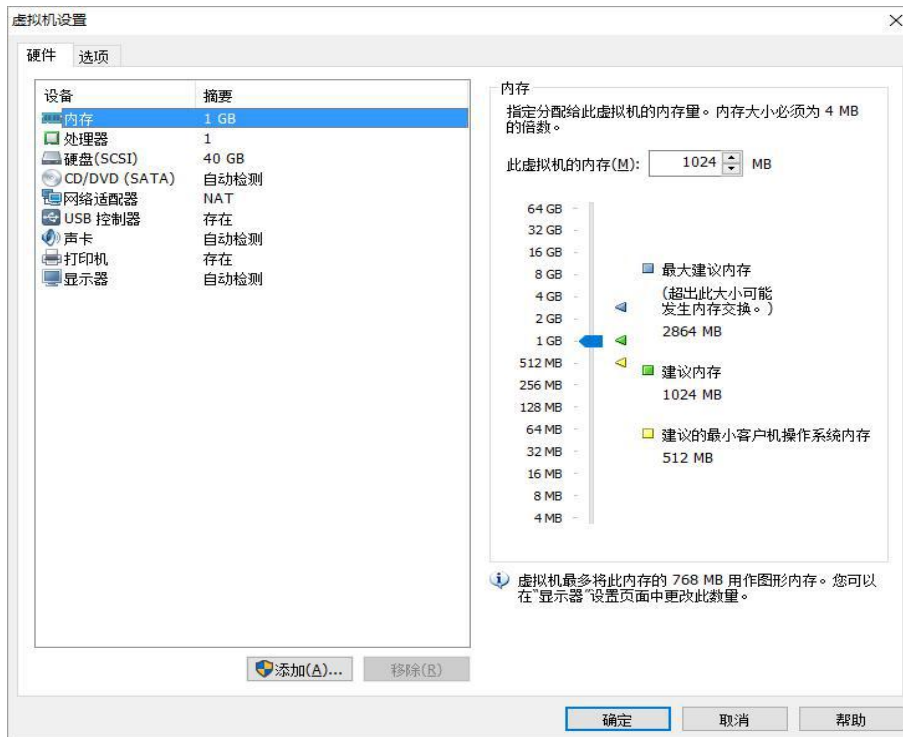 虚拟机设置
硬件 选项
设备 摘要
内存 1 GB
处理器 1
硬盘(SCSI) 40 GB
CD/DVD (SATA) 自动检测
网络适配器 NAT
USB 控制器 存在
声卡 自动检测
打印机 存在
显示器 自动检测
添加(A)... 移除(R)
内存
指定分配给此虚拟机的内存量。内存大小必须为 4 MB
的倍数。
此虚拟机的内存(M): 1024 MB
64 GB
32 GB
16 GB
8 GB
4 GB
2 GB
1 GB
512 MB
256 MB
128 MB
64 MB
32 MB
16 MB
8 MB
4 MB
最大建议内存
(超出此大小可能
发生内存交换。)
2864 MB
建议内存
1024 MB
建议的最小客户机操作系统内存
512 MB
虚拟机最多将此内存的 768 MB 用作图形内存。您可以
在"显示器"设置页面中更改此数量。
确定 取消 帮助